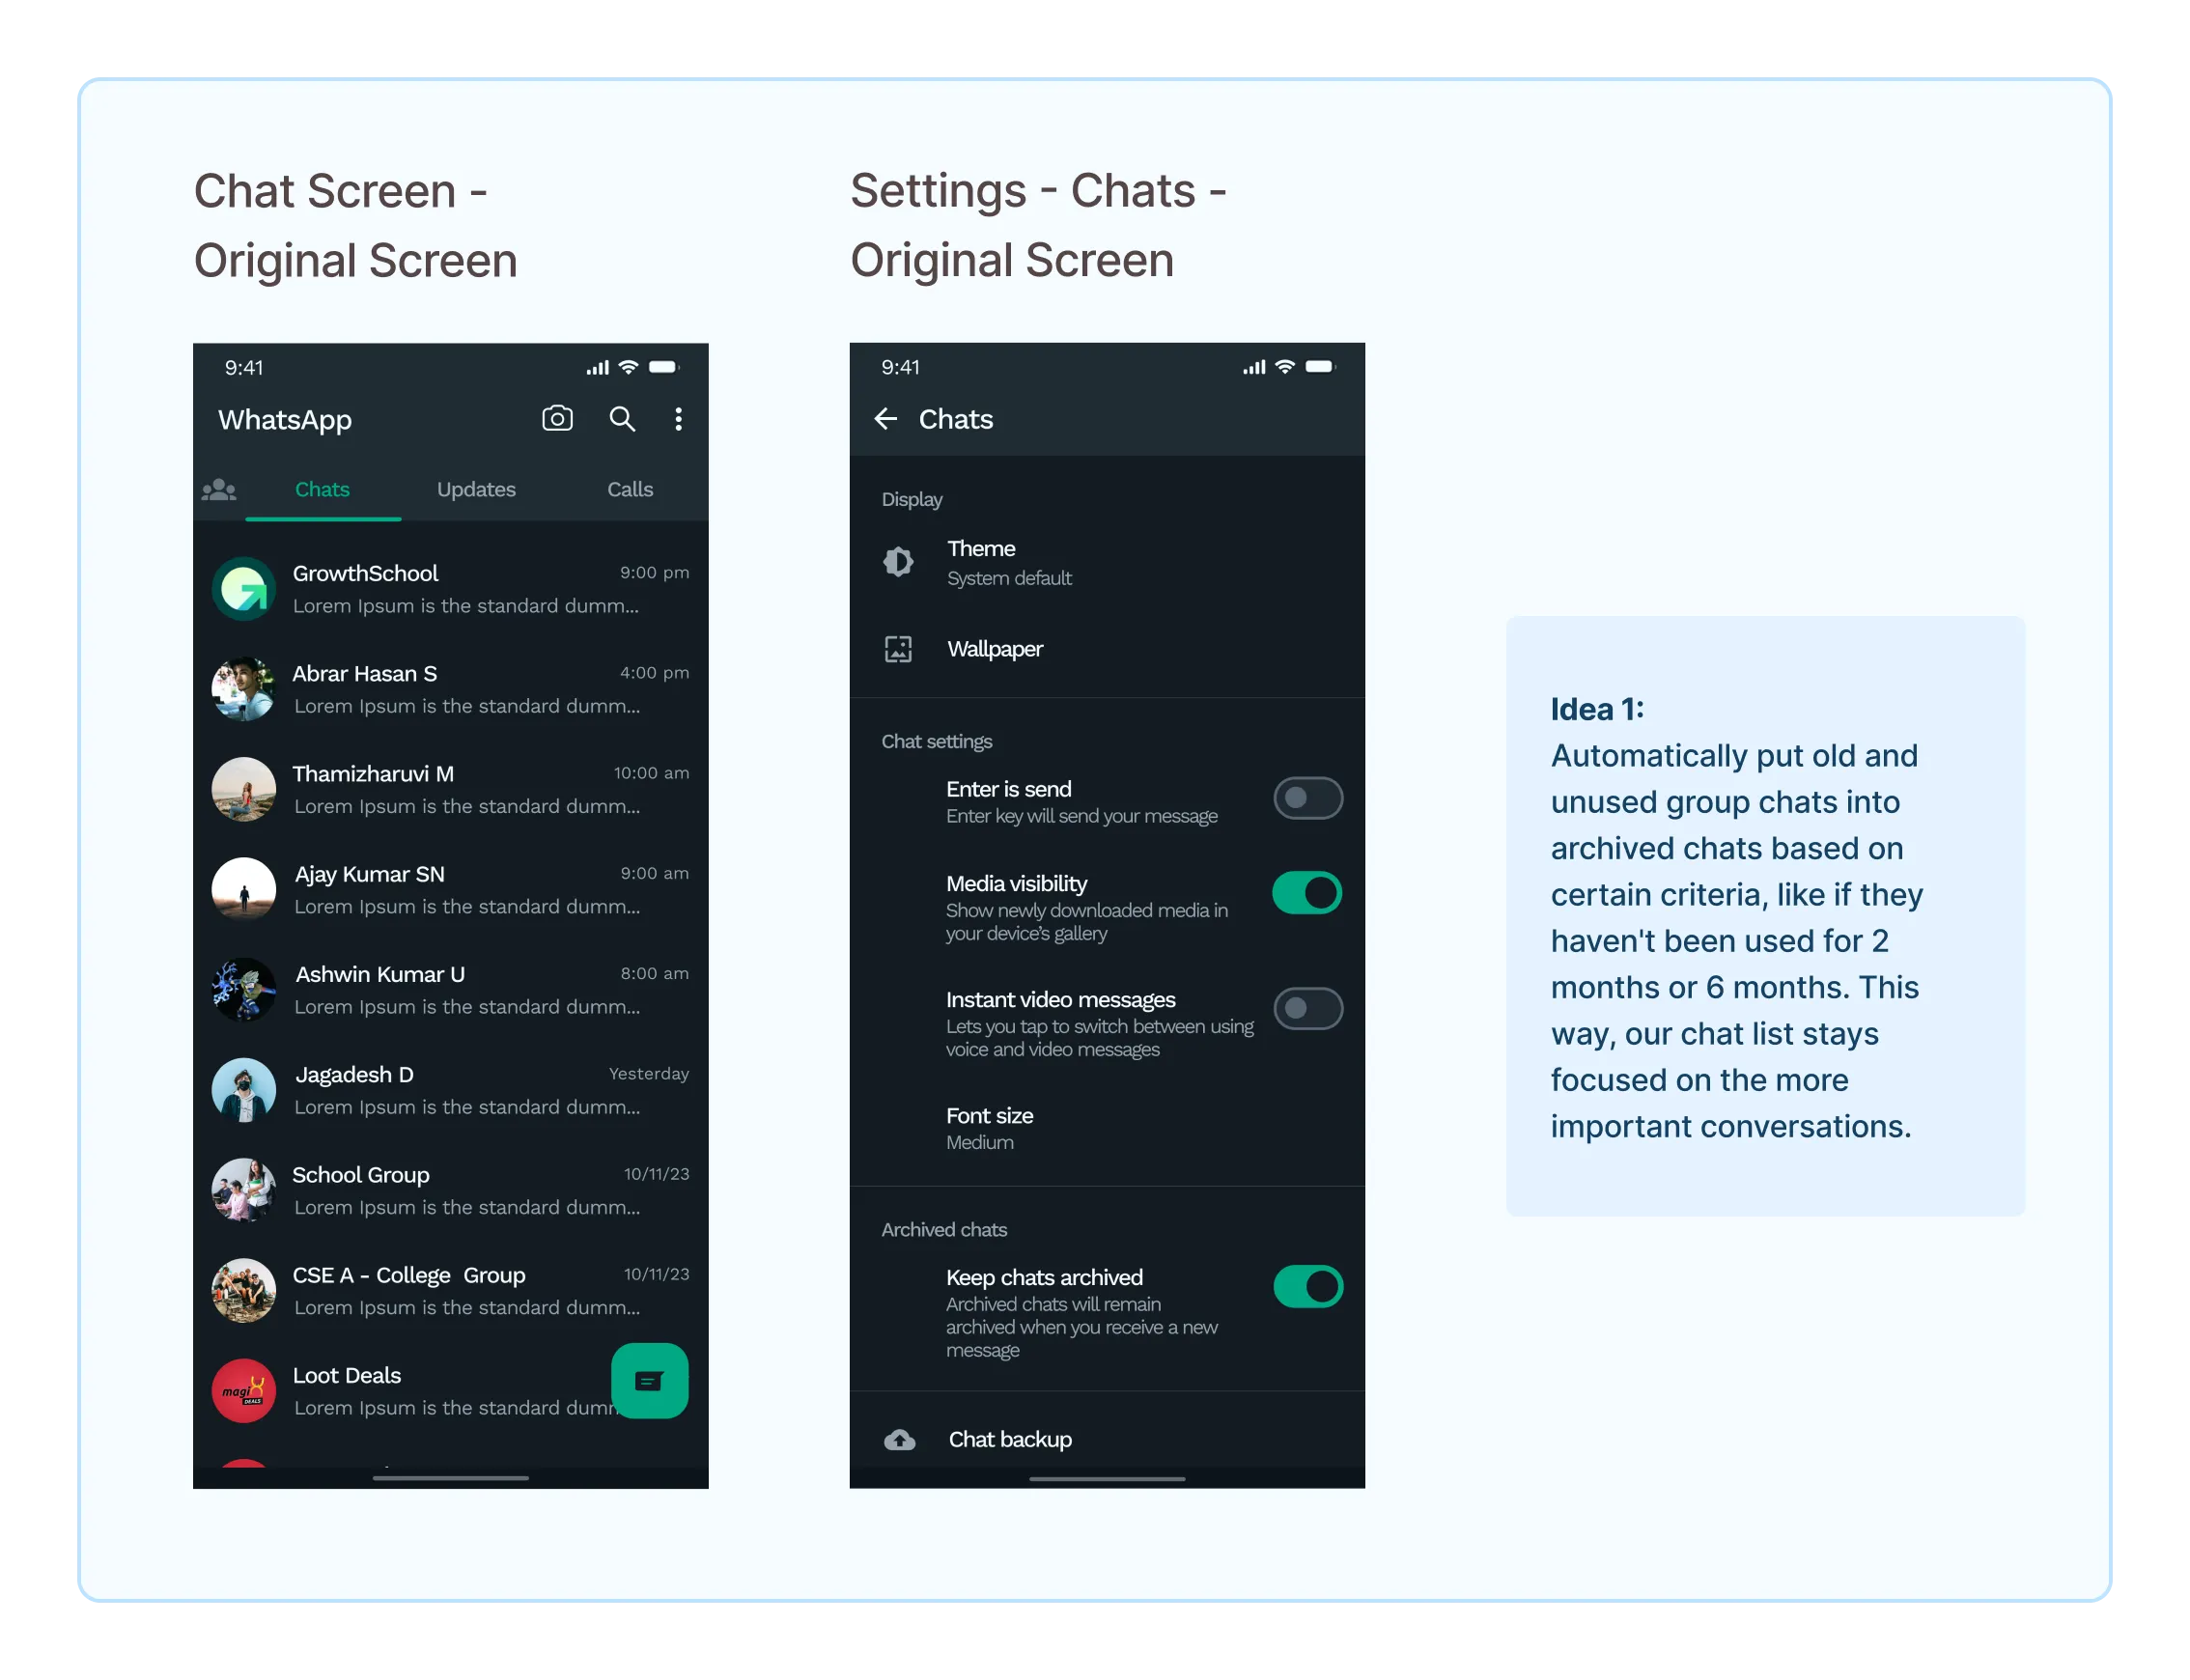 Chat Screen -
Original Screen
9:41
WhatsApp
Chats
Updates
Calls
GrowthSchool
9:00 pm
Lorem Ipsum is the standard dumm...
Abrar Hasan S
4:00 pm
Lorem Ipsum is the standard dumm...
Thamizharuvi M
10:00 am
Lorem Ipsum is the standard dumm...
Ajay Kumar SN
9:00 am
Lorem Ipsum is the standard dumm...
Ashwin Kumar U
8:00 am
Lorem Ipsum is the standard dumm...
Jagadesh D
Yesterday
Lorem Ipsum is the standard dumm...
School Group
10/11/23
Lorem Ipsum is the standard dumm...
CSE A - College Group
10/11/23
Lorem Ipsum is the standard dumm...
magiX
DEALS
Loot Deals
Lorem Ipsum is the standard
Settings - Chats -
Original Screen
9:41
Chats
Display
Theme
System default
Wallpaper
Chat settings
Enter is send
Enter key will send your message
Media visibility
Show newly downloaded media in
your device's gallery
Instant video messages
Lets you tap to switch between using
voice and video messages
Font size
Medium
Archived chats
Keep chats archived
Archived chats will remain
archived when you receive a new
message
Chat backup
Idea 1:
Automatically put old and
unused group chats into
archived chats based on
certain criteria, like if they
haven't been used for 2
months or 6 months. This
way, our chat list stays
focused on the more
important conversations.